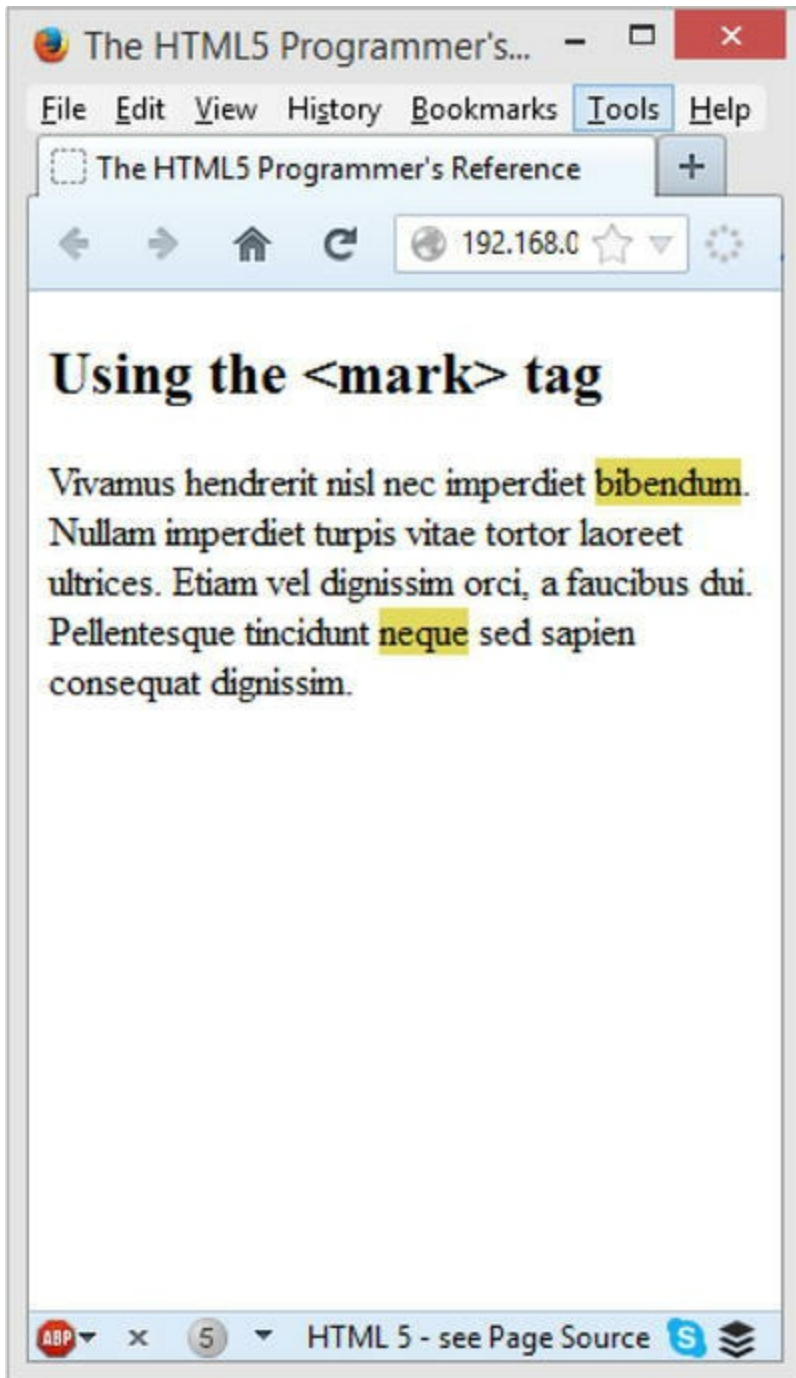 The HTML5 Programmer's...
File Edit View History Bookmarks Tools Help
The HTML5 Programmer's Reference
192.168.0
Using the <mark> tag
Vivamus hendrerit nisl nec imperdiet bibendum.
Nullam imperdiet turpis vitae tortor laoreet
ultrices. Etiam vel dignissim orci, a faucibus dui.
Pellentesque tincidunt neque sed sapien
consequat dignissim.
ABP 5 HTML 5 - see Page Source S